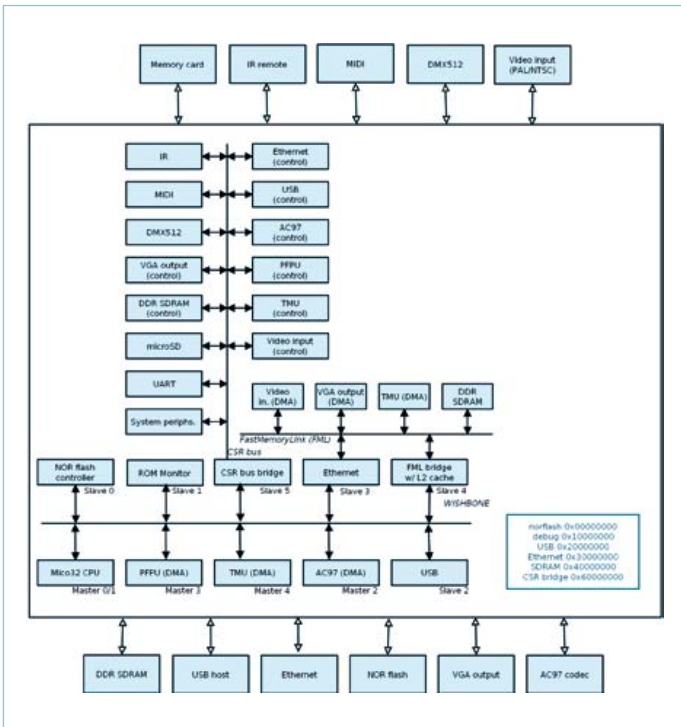 Memory card
IR remote
MIDI
DMX512
Video input
(PAL/NTSC)
IR
Ethernet
(control)
MIDI
USB
(control)
DMX512
AC97
(control)
VGA output
(control)
PFPU
(control)
DDR SDRAM
(control)
TMU
(control)
microSD
Video input
(control)
UART
System periphs.
Video
in. (DMA)
VGA output
(DMA)
TMU (DMA)
DDR
SDRAM
FastMemoryLink (FML)
CSR bus
NOR flash
controller
Slave 0
ROM Monitor
Slave 1
CSR bus bridge
Slave 5
Ethernet
Slave 3
FML bridge
w/ L2 cache
Slave 4
WISHBONE
Mico32 CPU
Master 0/1
PFPU (DMA)
Master 3
TMU (DMA)
Master 4
AC97 (DMA)
Master 2
USB
Slave 2
norflash 0x00000000
debug 0x10000000
USB 0x20000000
Ethernet 0x30000000
SDRAM 0x40000000
CSR bridge 0x60000000
DDR SDRAM
USB host
Ethernet
NOR flash
VGA output
AC97 codec